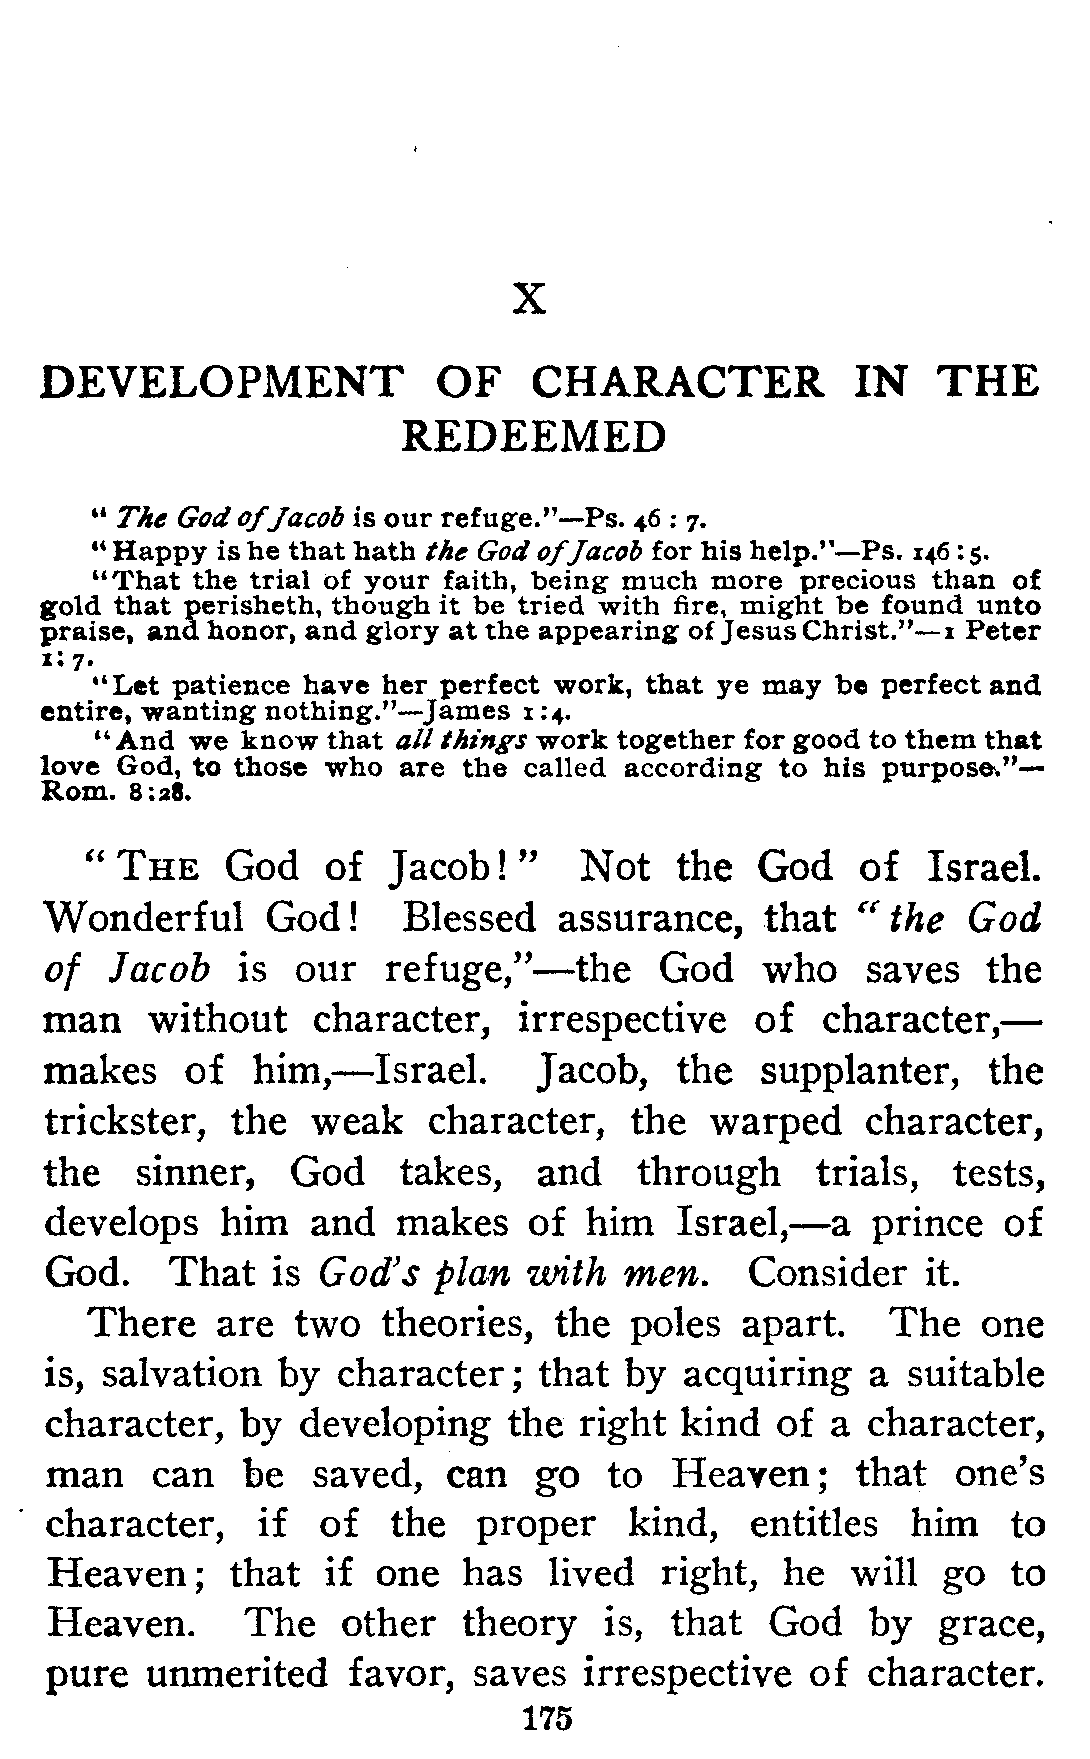 X
DEVELOPMENT OF CHARACTER IN THE
REDEEMED
" The God of Jacob is our refuge."—Ps. 46 : 7.
"Happy is he that hath the God of Jacob for his help."—Ps. 146:5.
"That the trial of your faith, being much more precious than of
gold that perisheth, though it be tried with fire, might be found unto
praise, and honor, and glory at the appearing of Jesus Christ."—1 Peter
1: 7.
"Let patience have her perfect work, that ye may be perfect and
entire, wanting nothing."—James 1:4.
"And we know that all things work together for good to them that
love God, to those who are the called according to his purpose."—
Rom. 8:28.
" THE God of Jacob!" Not the God of Israel.
Wonderful God! Blessed assurance, that "the God
of Jacob is our refuge,"—the God who saves the
man without character, irrespective of character,—
makes of him,—Israel. Jacob, the supplanter, the
trickster, the weak character, the warped character,
the sinner, God takes, and through trials, tests,
develops him and makes of him Israel,—a prince of
God. That is God's plan with men. Consider it.
There are two theories, the poles apart. The one
is, salvation by character; that by acquiring a suitable
character, by developing the right kind of a character,
man can be saved, can go to Heaven; that one's
character, if of the proper kind, entitles him to
Heaven; that if one has lived right, he will go to
Heaven. The other theory is, that God by grace,
pure unmerited favor, saves irrespective of character.
175